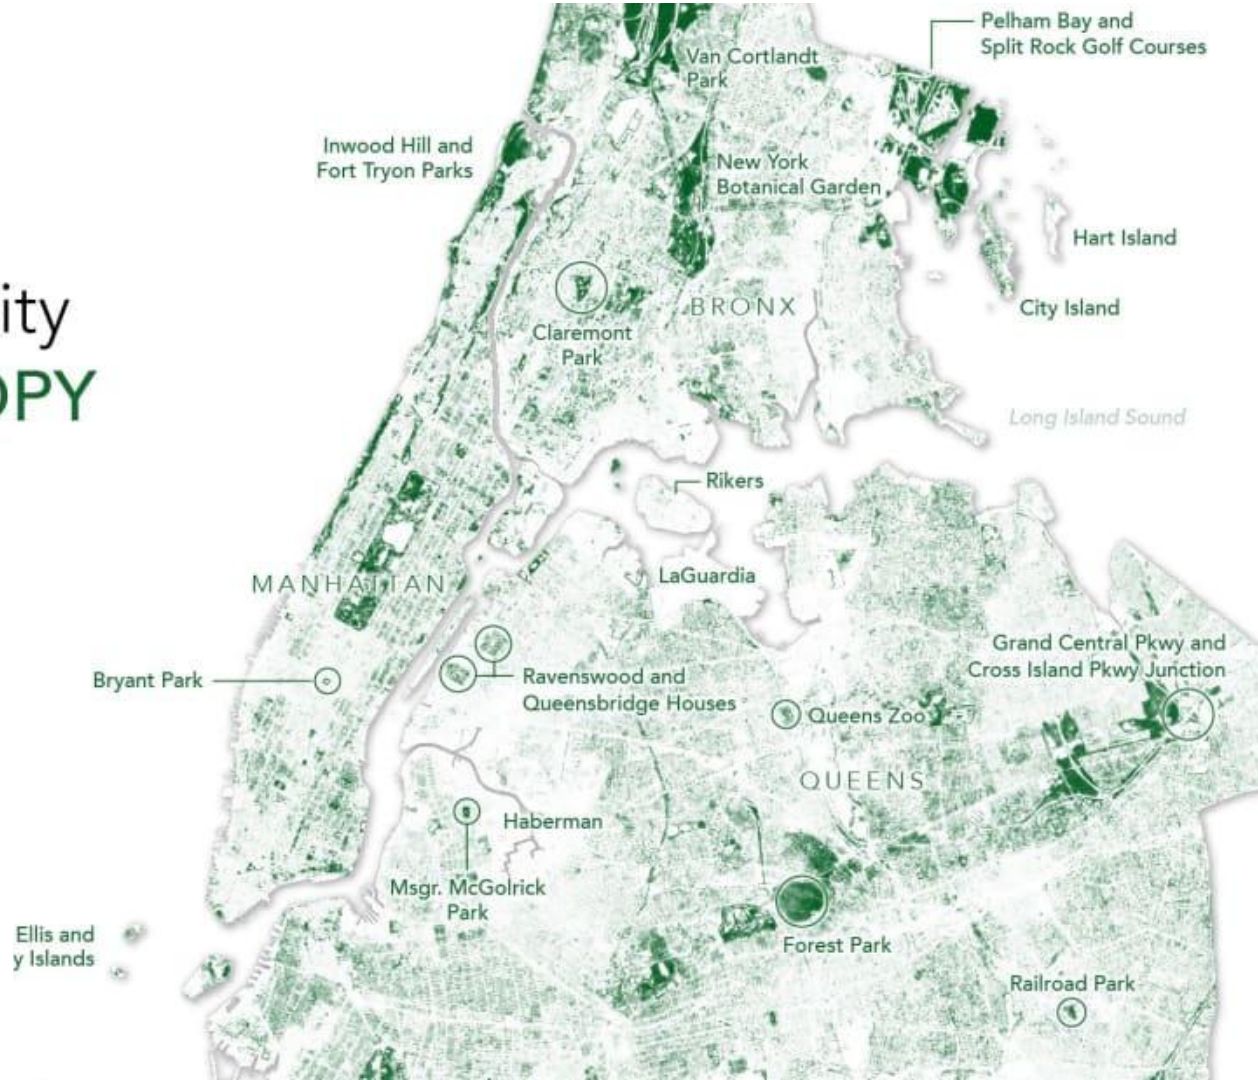 Pelham Bay and
Split Rock Golf Courses
Van Cortlandt
Park
Inwood Hill and
Fort Tryon Parks
New York
Botanical Garden
Hart Island
ity
City Island
BRONX
Claremont
Park
OPY
Long Island Sound
Rikers
LaGuardia
MANHATTAN
Grand Central Pkwy and
Cross Island Pkwy Junction
Bryant Park
Ravenswood and
Queensbridge Houses
Queens Zoo
QUEENS
Haberman
Msgr. McGolrick
Park
Ellis and
y Islands
Forest Park
Railroad Park